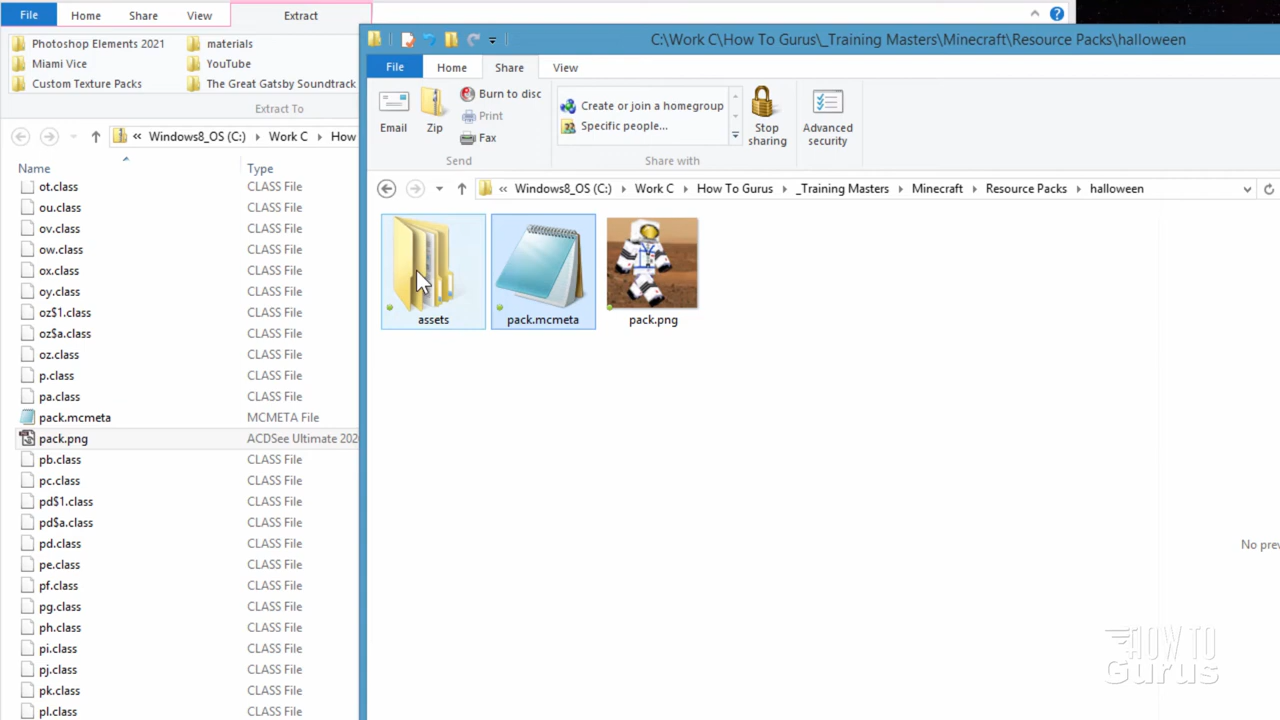 File Home Share View Extract
Photoshop Elements 2021 materials
Miami Vice YouTube
Custom Texture Packs The Great Gatsby Soundtrack
Extract To
Windows8_OS (C:) Work C How
Name Type
ot.class CLASS File
ou.class CLASS File
ov.class CLASS File
ow.class CLASS File
ox.class CLASS File
oy.class CLASS File
oz$1.class CLASS File
oz$a.class CLASS File
oz.class CLASS File
p.class CLASS File
pa.class CLASS File
pack.mcmeta MCMETA File
pack.png ACDSee Ultimate 202
pb.class CLASS File
pc.class CLASS File
pd$1.class CLASS File
pd$a.class CLASS File
pd.class CLASS File
pe.class CLASS File
pf.class CLASS File
pg.class CLASS File
ph.class CLASS File
pi.class CLASS File
pj.class CLASS File
pk.class CLASS File
pl.class CLASS File
C:\Work C\How To Gurus\_Training Masters\Minecraft\Resource Packs\halloween
File Home Share View
Email Zip
Burn to disc
Print
Fax
Send
Create or join a homegroup
Specific people...
Share with
Stop sharing
Advanced security
Windows8_OS (C:) Work C How To Gurus _Training Masters Minecraft Resource Packs halloween
assets pack.mcmeta pack.png
No prev
HOW TO
Gurus